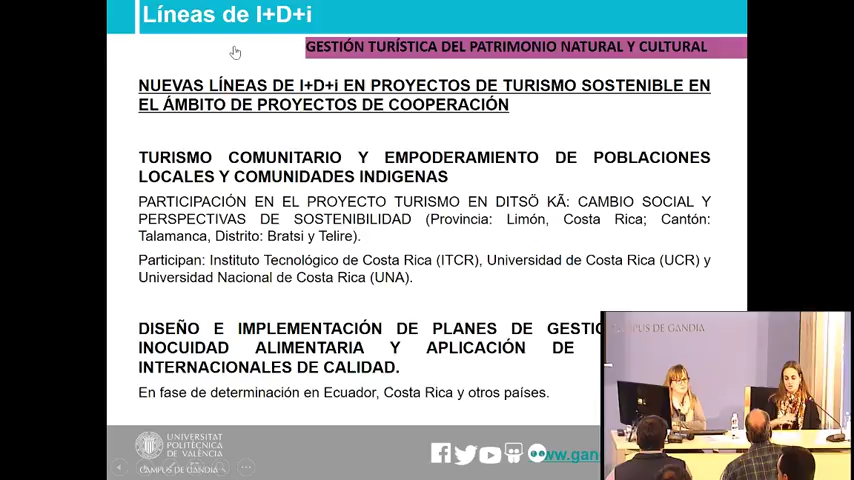 Líneas de I+D+i
GESTIÓN TURÍSTICA DEL PATRIMONIO NATURAL Y CULTURAL
NUEVAS LÍNEAS DE I+D+i EN PROYECTOS DE TURISMO SOSTENIBLE EN
EL ÁMBITO DE PROYECTOS DE COOPERACIÓN
TURISMO COMUNITARIO Y EMPODERAMIENTO DE POBLACIONES
LOCALES Y COMUNIDADES INDIGENAS
PARTICIPACIÓN EN EL PROYECTO TURISMO EN DITSÖ KÃ: CAMBIO SOCIAL Y
PERSPECTIVAS DE SOSTENIBILIDAD (Provincia: Limón, Costa Rica; Cantón:
Talamanca, Distrito: Bratsi y Telire).
Participan: Instituto Tecnológico de Costa Rica (ITCR), Universidad de Costa Rica (UCR) y
Universidad Nacional de Costa Rica (UNA).
DISEÑO E IMPLEMENTACIÓN DE PLANES DE GESTIO
INOCUIDAD ALIMENTARIA Y APLICACIÓN DE
INTERNACIONALES DE CALIDAD.
En fase de determinación en Ecuador, Costa Rica y otros países.
UNIVERSITAT
POLITÈCNICA
DE VALÈNCIA
CAMPUS DE GANDIA
www.gan
CAMPUS DE GANDIA